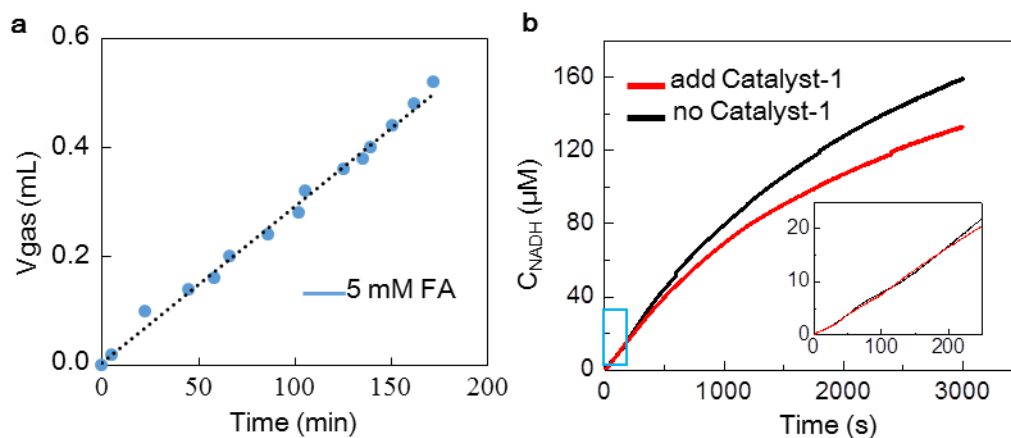 a
0.6
0.4
0.2
0.0
Vgas (mL)
5 mM FA
0
50
100
150
200
Time (min)
b
160
120
80
40
0
C_NADH (μM)
add Catalyst-1
no Catalyst-1
20
10
0
0
100
200
0
1000
2000
3000
Time (s)